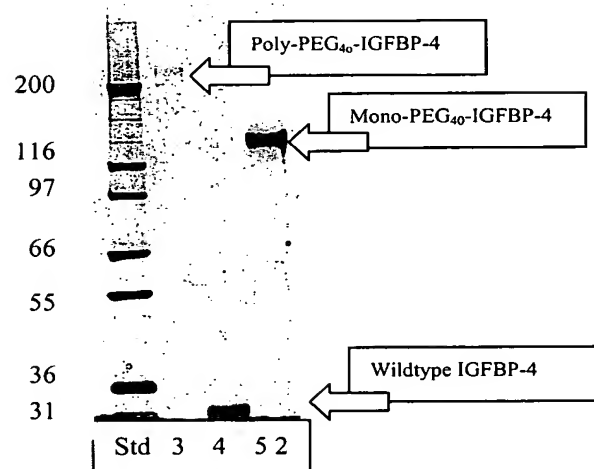 Poly-PEG₄₀-IGFBP-4
200
Mono-PEG₄₀-IGFBP-4
116
97
66
55
36
Wildtype IGFBP-4
31
Std 3 4 5 2